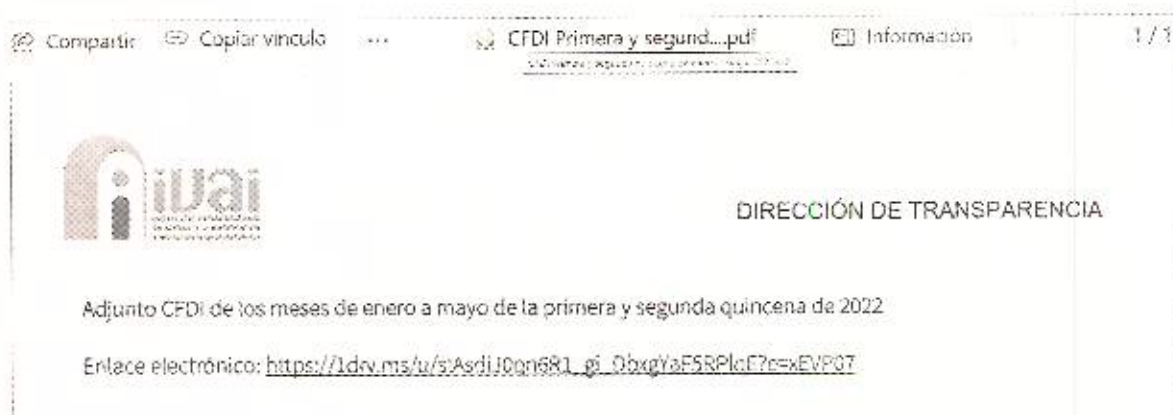 Compartir Copiar vínculo ... CFDI Primera y segund....pdf Información 1 / 1
ivai
DIRECCIÓN DE TRANSPARENCIA
Adjunto CFDI de los meses de enero a mayo de la primera y segunda quincena de 2022
Enlace electrónico: